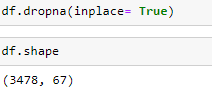 df.dropna(inplace= True)
df.shape
(3478, 67)